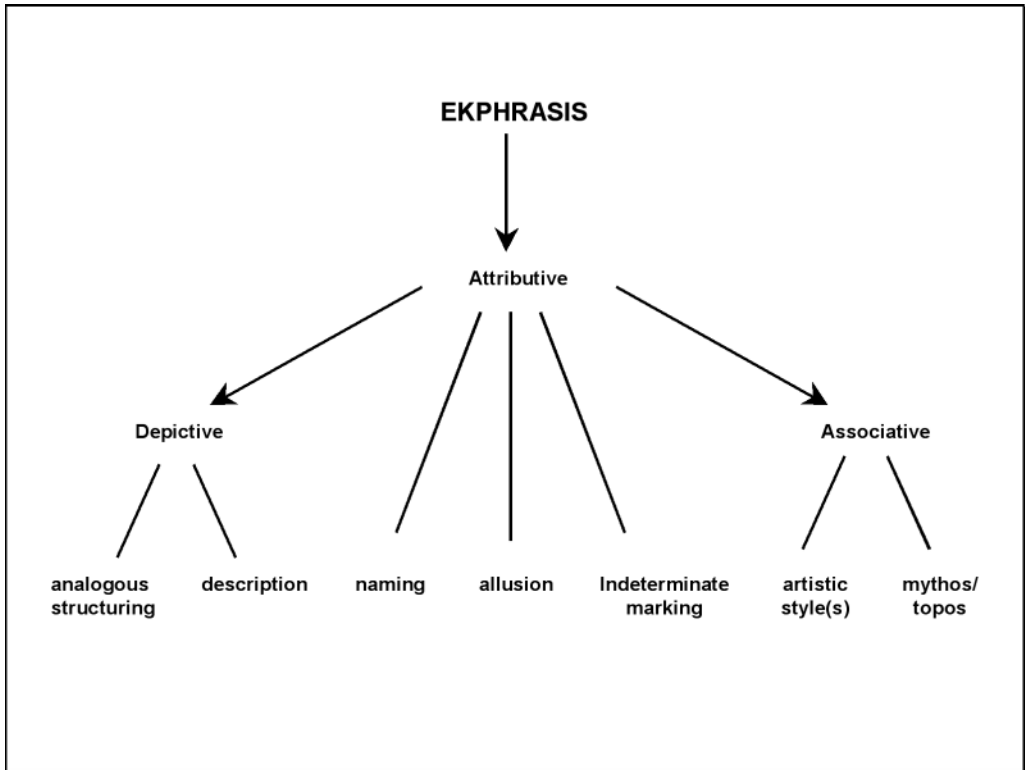 EKPHRASIS
Attributive
Depictive
Associative
analogous
structuring
description
naming
allusion
Indeterminate
marking
artistic
style(s)
mythos/
topos